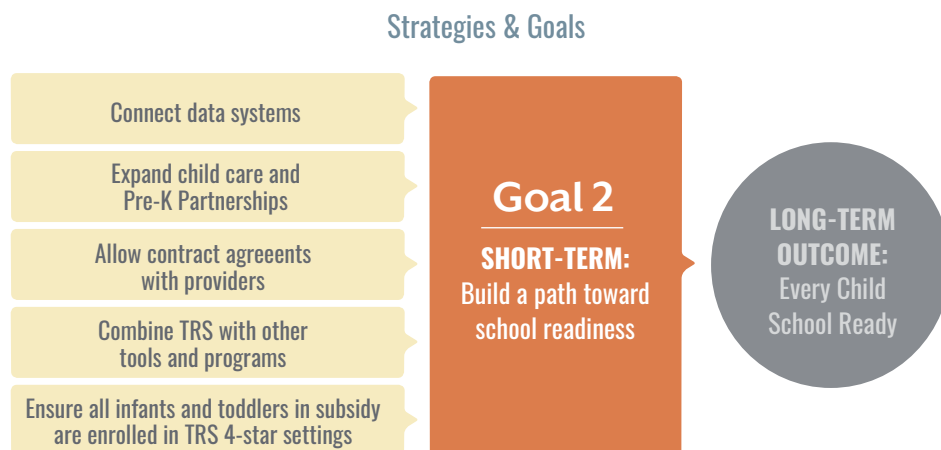 Strategies & Goals
Connect data systems
Expand child care and
Pre-K Partnerships
Allow contract agreeents
with providers
Combine TRS with other
tools and programs
Ensure all infants and toddlers in subsidy
are enrolled in TRS 4-star settings
Goal 2
SHORT-TERM:
Build a path toward
school readiness
LONG-TERM
OUTCOME:
Every Child
School Ready